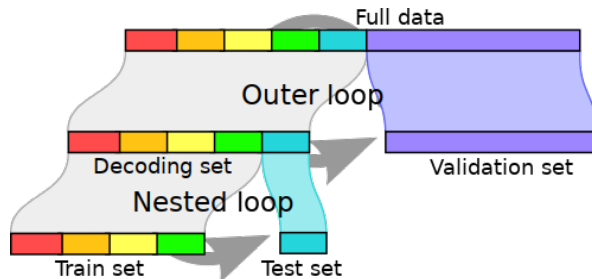 Full data
Outer loop
Decoding set
Validation set
Nested loop
Train set
Test set